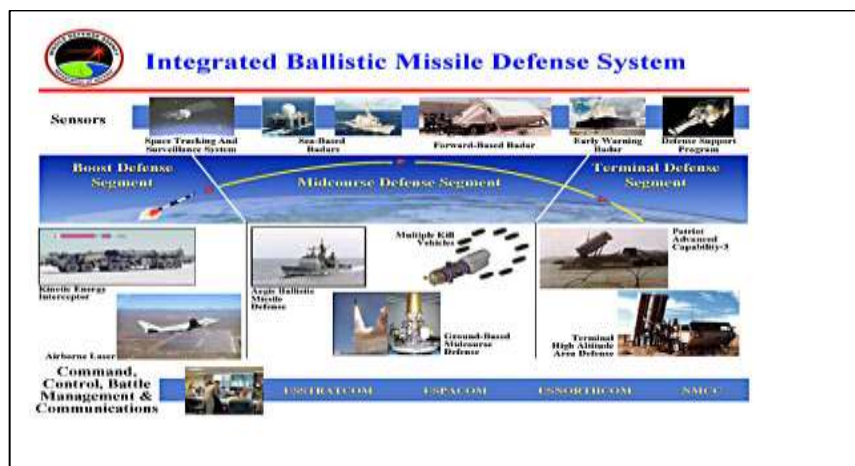 Integrated Ballistic Missile Defense System
Sensors
Space Tracking And
Surveillance System
Sea-Based
Radars
Forward-Based Radar
Early Warning
Radar
Defense Support
Program
Boost Defense
Segment
Midcourse Defense Segment
Terminal Defense
Segment
Kinetic Energy
Interceptor
Airborne Laser
Aegis Ballistic
Missile
Defense
Multiple Kill
Vehicles
Ground-Based
Midcourse
Defense
Patriot
Advanced
Capability-3
Terminal
High Altitude
Area Defense
Command,
Control, Battle
Management &
Communications
USSTRATCOM
USPACOM
USNORTHCOM
NMCC